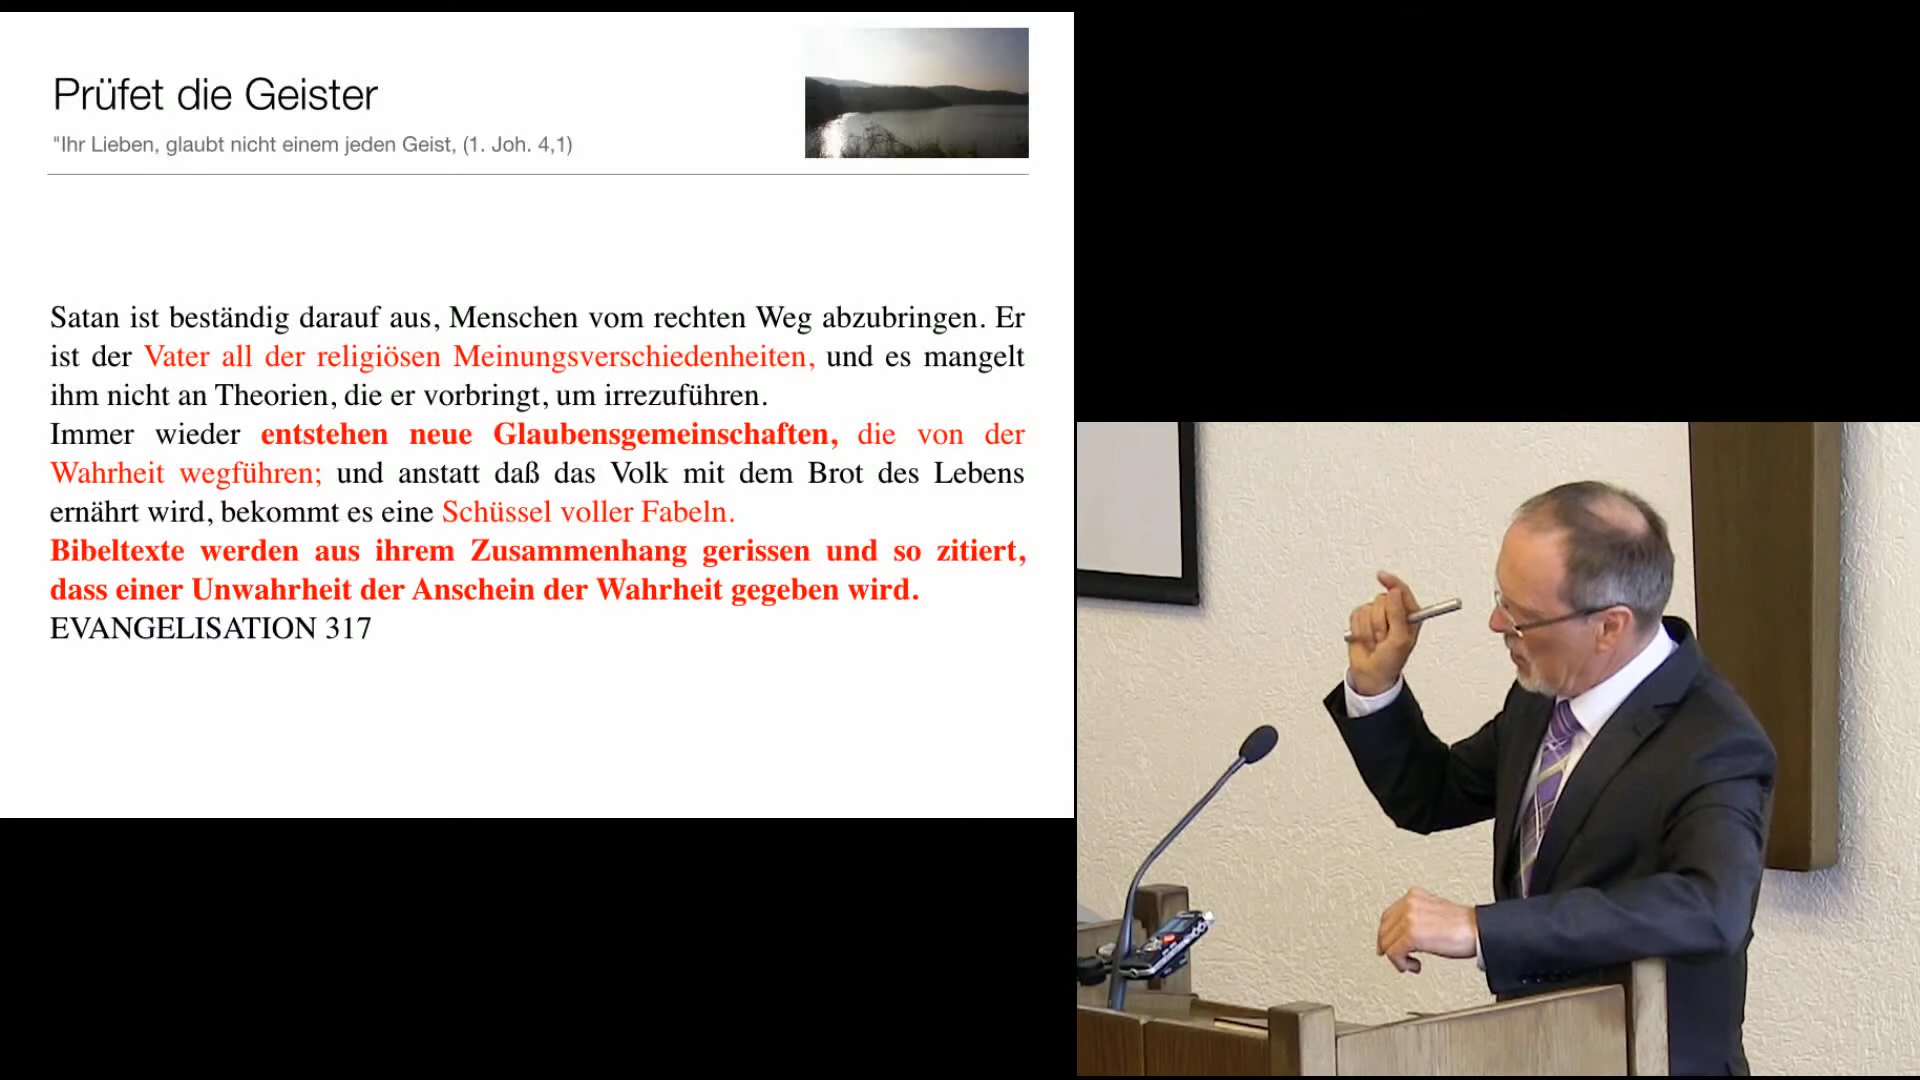 Prüfet die Geister
"Ihr Lieben, glaubt nicht einem jeden Geist, (1. Joh. 4,1)
Satan ist beständig darauf aus, Menschen vom rechten Weg abzubringen. Er
ist der Vater all der religiösen Meinungsverschiedenheiten, und es mangelt
ihm nicht an Theorien, die er vorbringt, um irrezuführen.
Immer wieder entstehen neue Glaubensgemeinschaften, die von der
Wahrheit wegführen; und anstatt daß das Volk mit dem Brot des Lebens
ernährt wird, bekommt es eine Schüssel voller Fabeln.
Bibeltexte werden aus ihrem Zusammenhang gerissen und so zitiert,
dass einer Unwahrheit der Anschein der Wahrheit gegeben wird.
EVANGELISATION 317